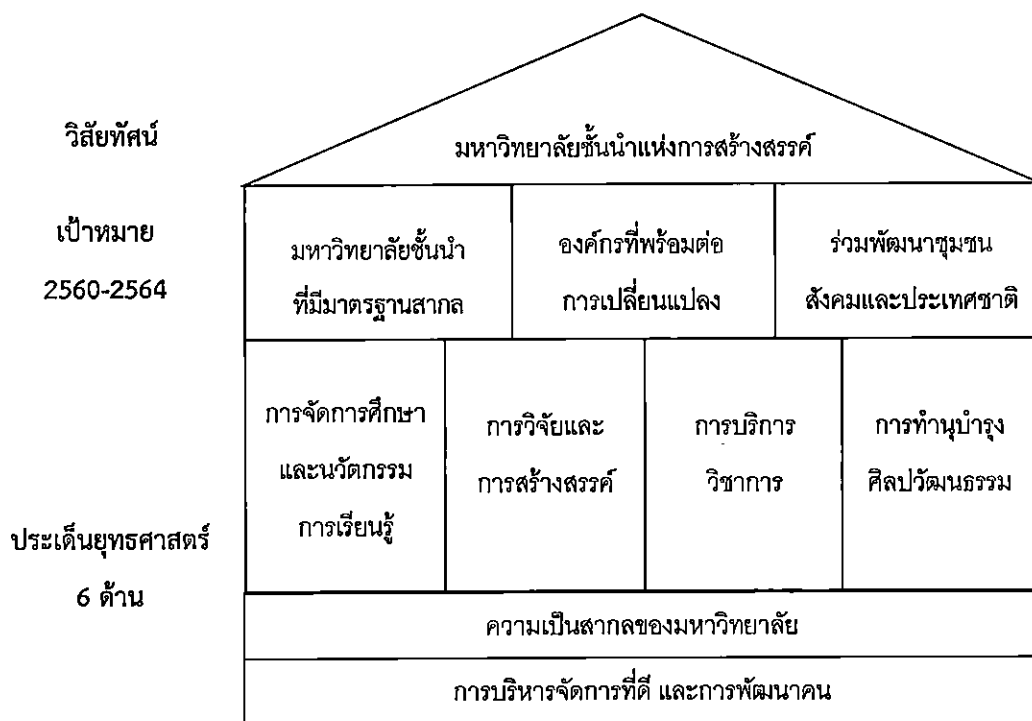 วิสัยทัศน์
มหาวิทยาลัยชั้นนำแห่งการสร้างสรรค์
เป้าหมาย
2560-2564
มหาวิทยาลัยชั้นนำ
ที่มีมาตรฐานสากล
องค์กรที่พร้อมต่อ
การเปลี่ยนแปลง
ร่วมพัฒนาชุมชน
สังคมและประเทศชาติ
ประเด็นยุทธศาสตร์
6 ด้าน
การจัดการศึกษา
และนวัตกรรม
การเรียนรู้
การวิจัยและ
การสร้างสรรค์
การบริการ
วิชาการ
การทำนุบำรุง
ศิลปวัฒนธรรม
ความเป็นสากลของมหาวิทยาลัย
การบริหารจัดการที่ดี และการพัฒนาคน